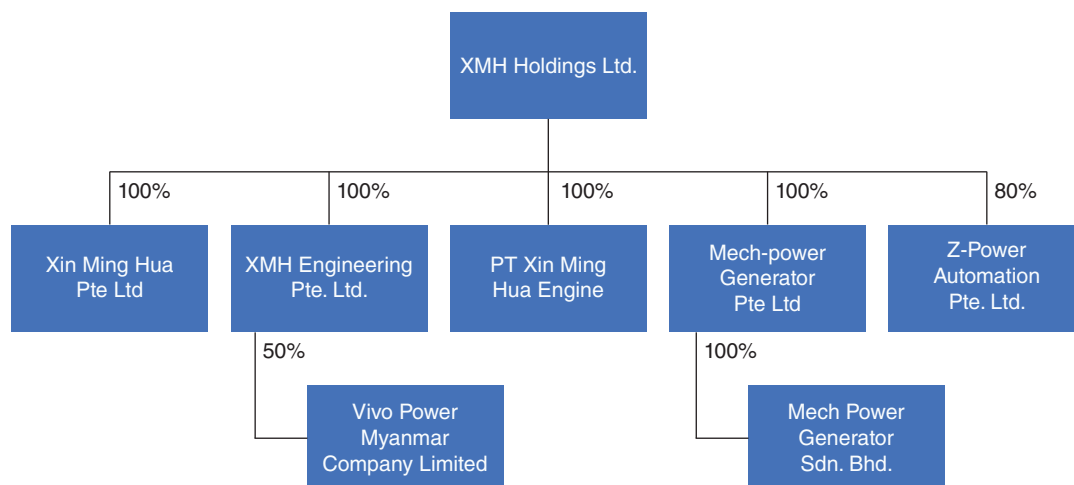 XMH Holdings Ltd.
100%
100%
100%
100%
80%
Xin Ming Hua
Pte Ltd
XMH Engineering
Pte. Ltd.
PT Xin Ming
Hua Engine
Mech-power
Generator
Pte Ltd
Z-Power
Automation
Pte. Ltd.
50%
100%
Vivo Power
Myanmar
Company Limited
Mech Power
Generator
Sdn. Bhd.